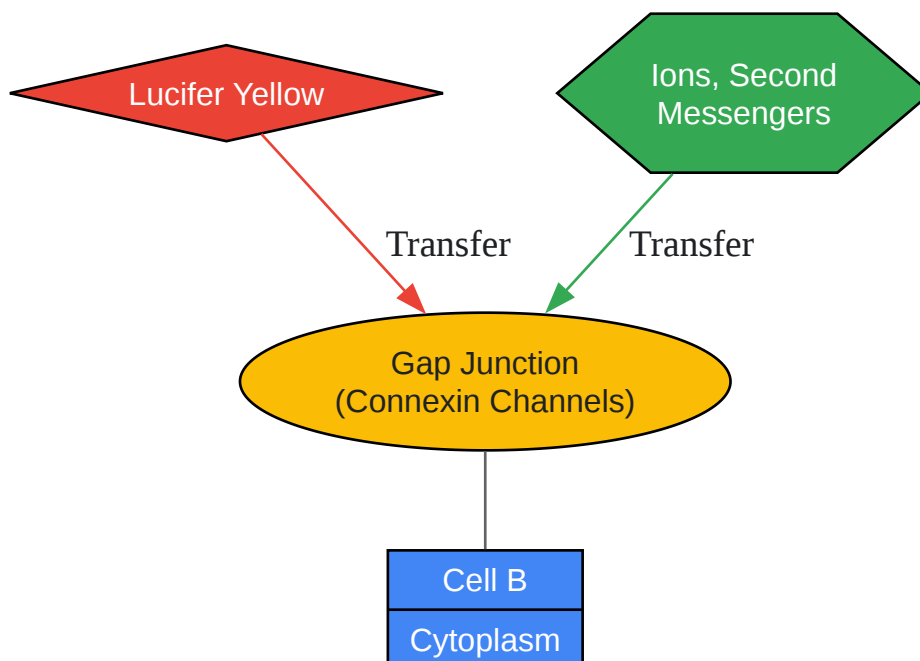 Lucifer Yellow
Ions, Second
Messengers
Transfer
Transfer
Gap Junction
(Connexin Channels)
Cell B
Cytoplasm